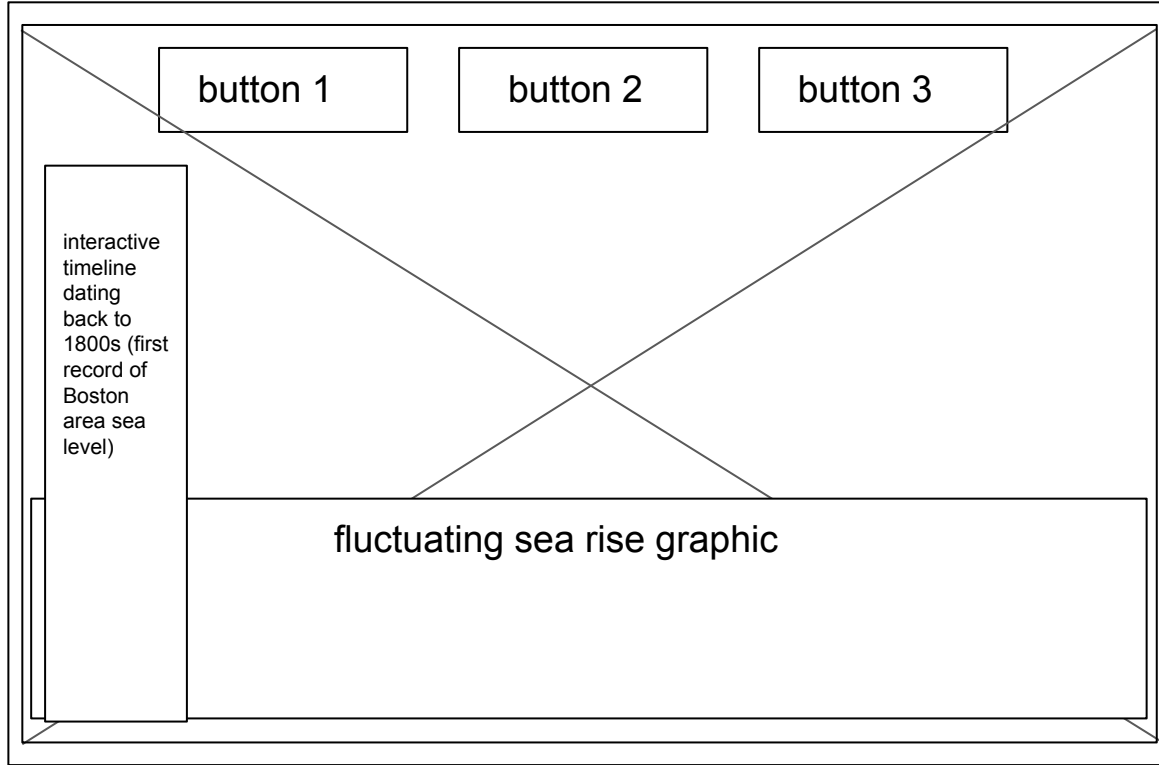 button 1
button 2
button 3
interactive
timeline
dating
back to
1800s (first
record of
Boston
area sea
level)
fluctuating sea rise graphic